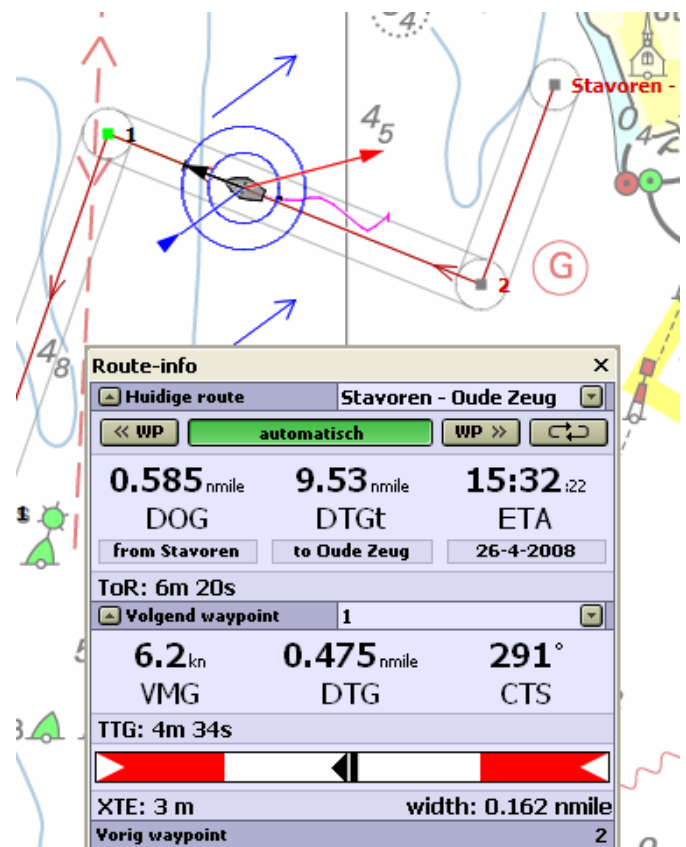 4
5
Stavoren -
0
4
1
G
2
4
8
Route-info
Huidige route Stavoren - Oude Zeug
<< WP automatisch WP >>
0.585 nmile 9.53 nmile 15:32 :22
DOG DTGt ETA
from Stavoren to Oude Zeug 26-4-2008
1
ToR: 6m 20s
Volgend waypoint 1
6.2 kn 0.475 nmile 291°
VMG DTG CTS
TTG: 4m 34s
XTE: 3 m width: 0.162 nmile
Vorig waypoint 2